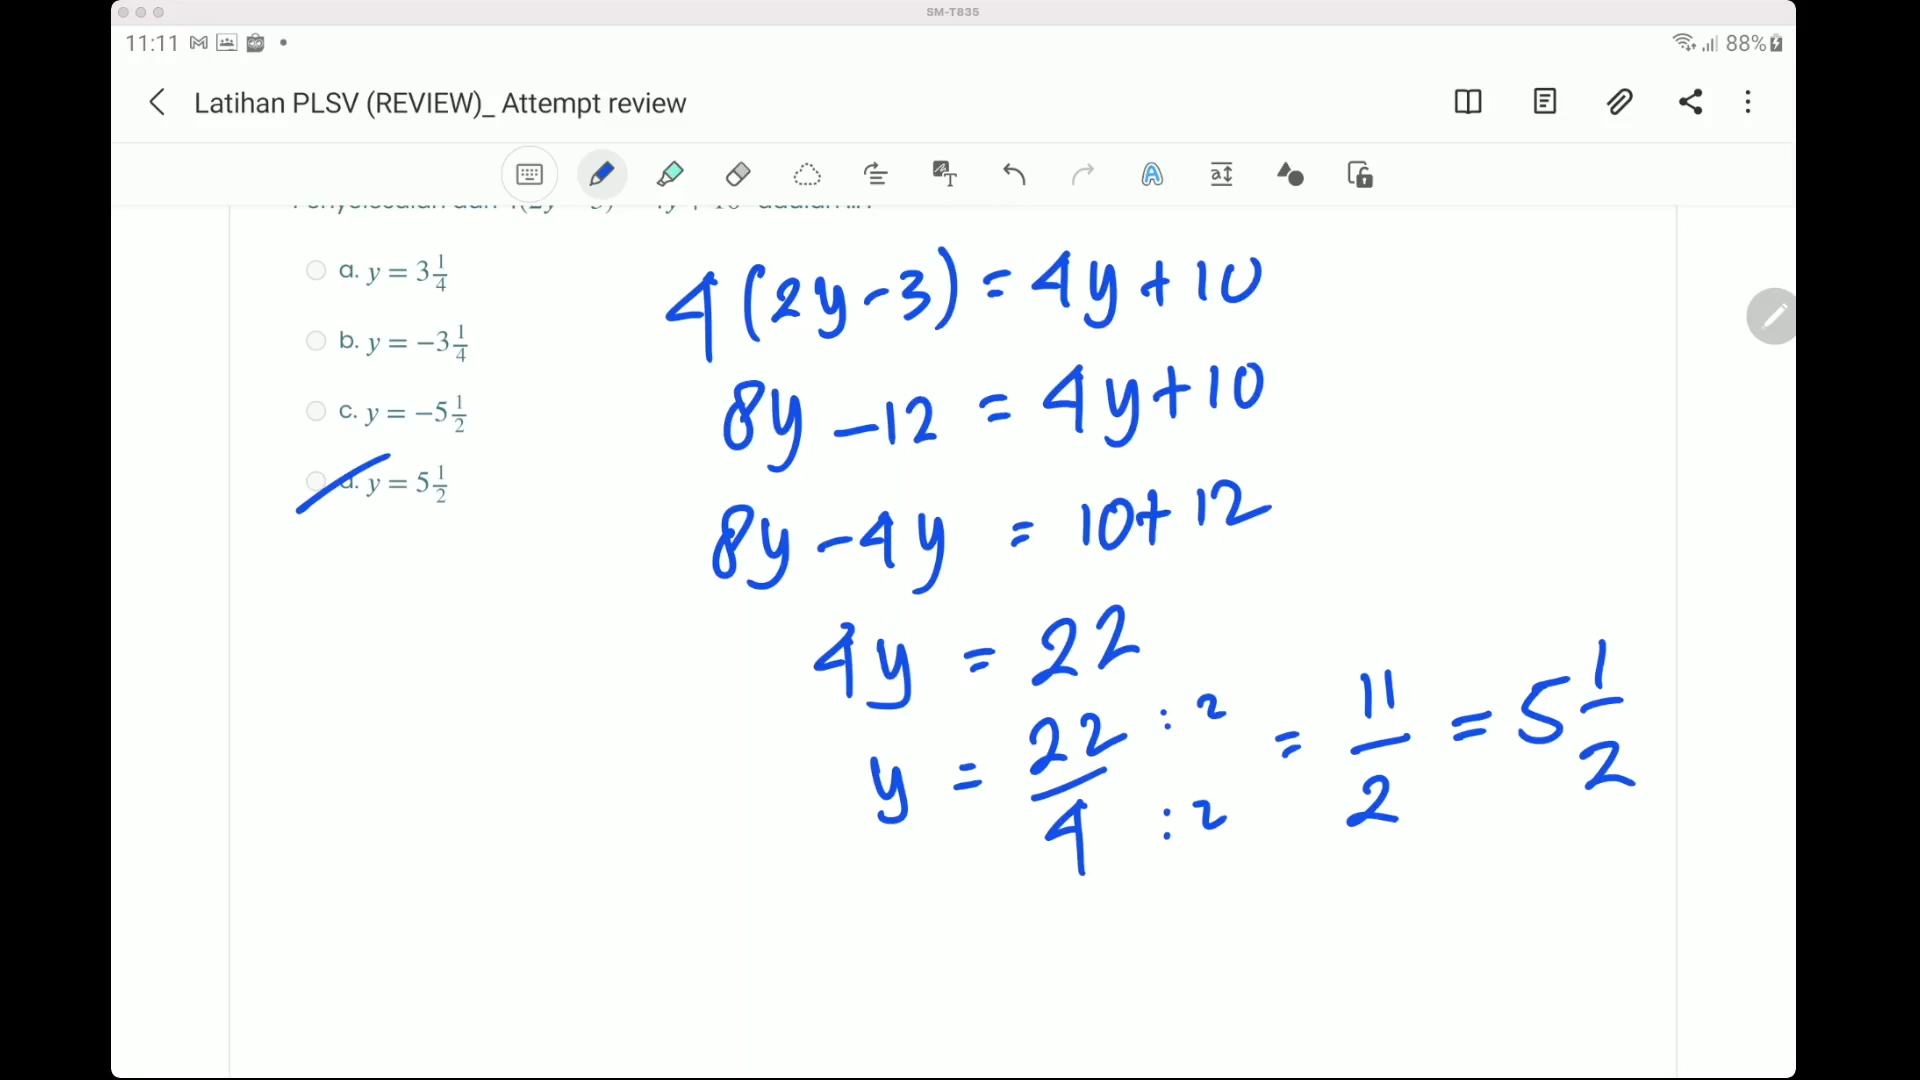 SM-T835
11:11
88%
Latihan PLSV (REVIEW)_ Attempt review
a. y = 3 1/4
b. y = −3 1/4
c. y = −5 1/2
d. y = 5 1/2
4(2y-3) = 4y+10
8y -12 = 4y+10
8y -4y = 10+12
4y = 22
y = 22/4 :2 :2 = 11/2 = 5 1/2